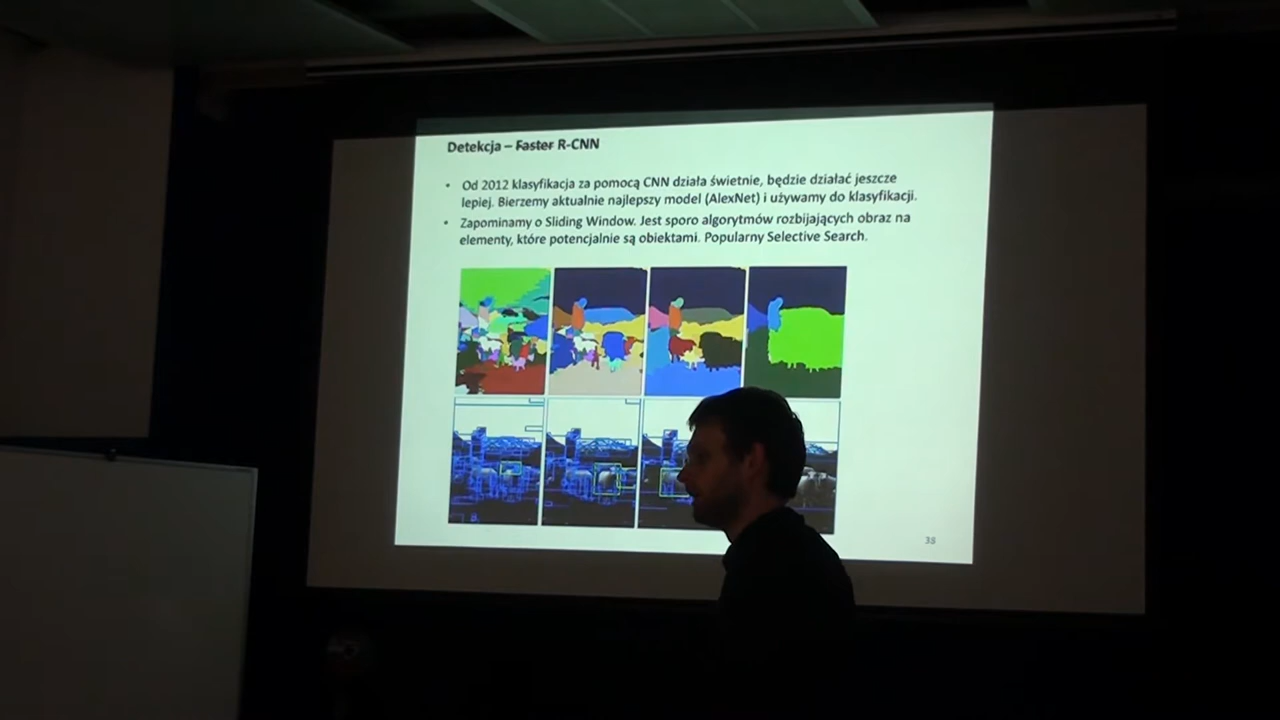 Detekcja – Faster R-CNN
• Od 2012 klasyfikacja za pomocą CNN działa świetnie, będzie działać jeszcze
lepiej. Bierzemy aktualnie najlepszy model (AlexNet) i używamy do klasyfikacji.
• Zapominamy o Sliding Window. Jest sporo algorytmów rozbijających obraz na
elementy, które potencjalnie są obiektami. Popularny Selective Search.
38